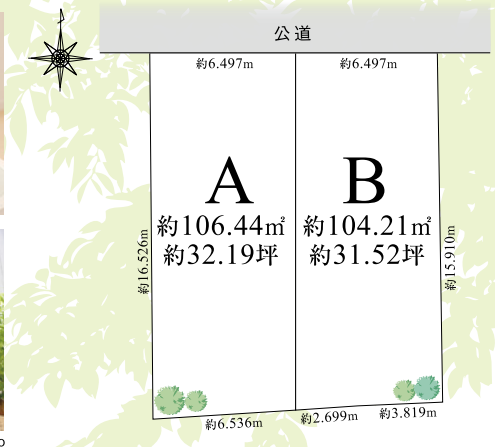 公道
約6.497m
約6.497m
A
約106.44㎡
約32.19坪
B
約104.21㎡
約31.52坪
約16.526m
約15.910m
約6.536m
約2.699m
約3.819m